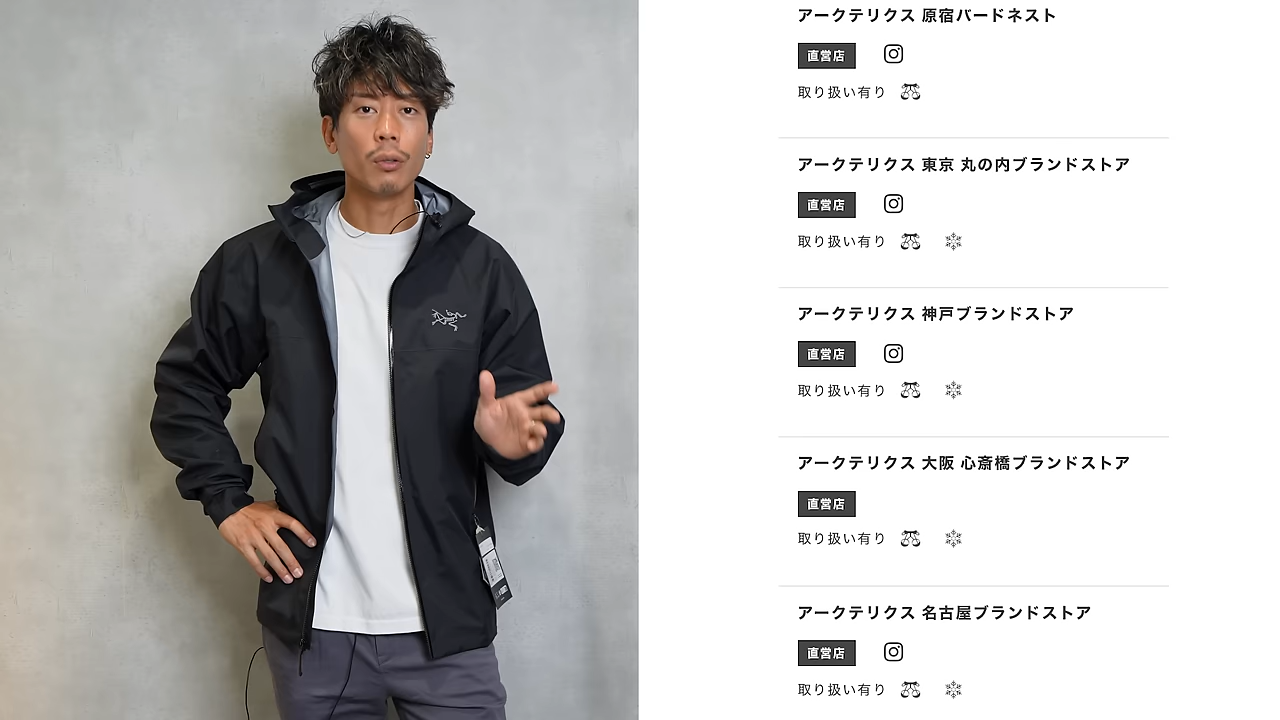 アークテリクス 原宿バードネスト
直営店
取り扱い有り
アークテリクス 東京 丸の内ブランドストア
直営店
取り扱い有り
アークテリクス 神戸ブランドストア
直営店
取り扱い有り
アークテリクス 大阪 心斎橋ブランドストア
直営店
取り扱い有り
アークテリクス 名古屋ブランドストア
直営店
取り扱い有り